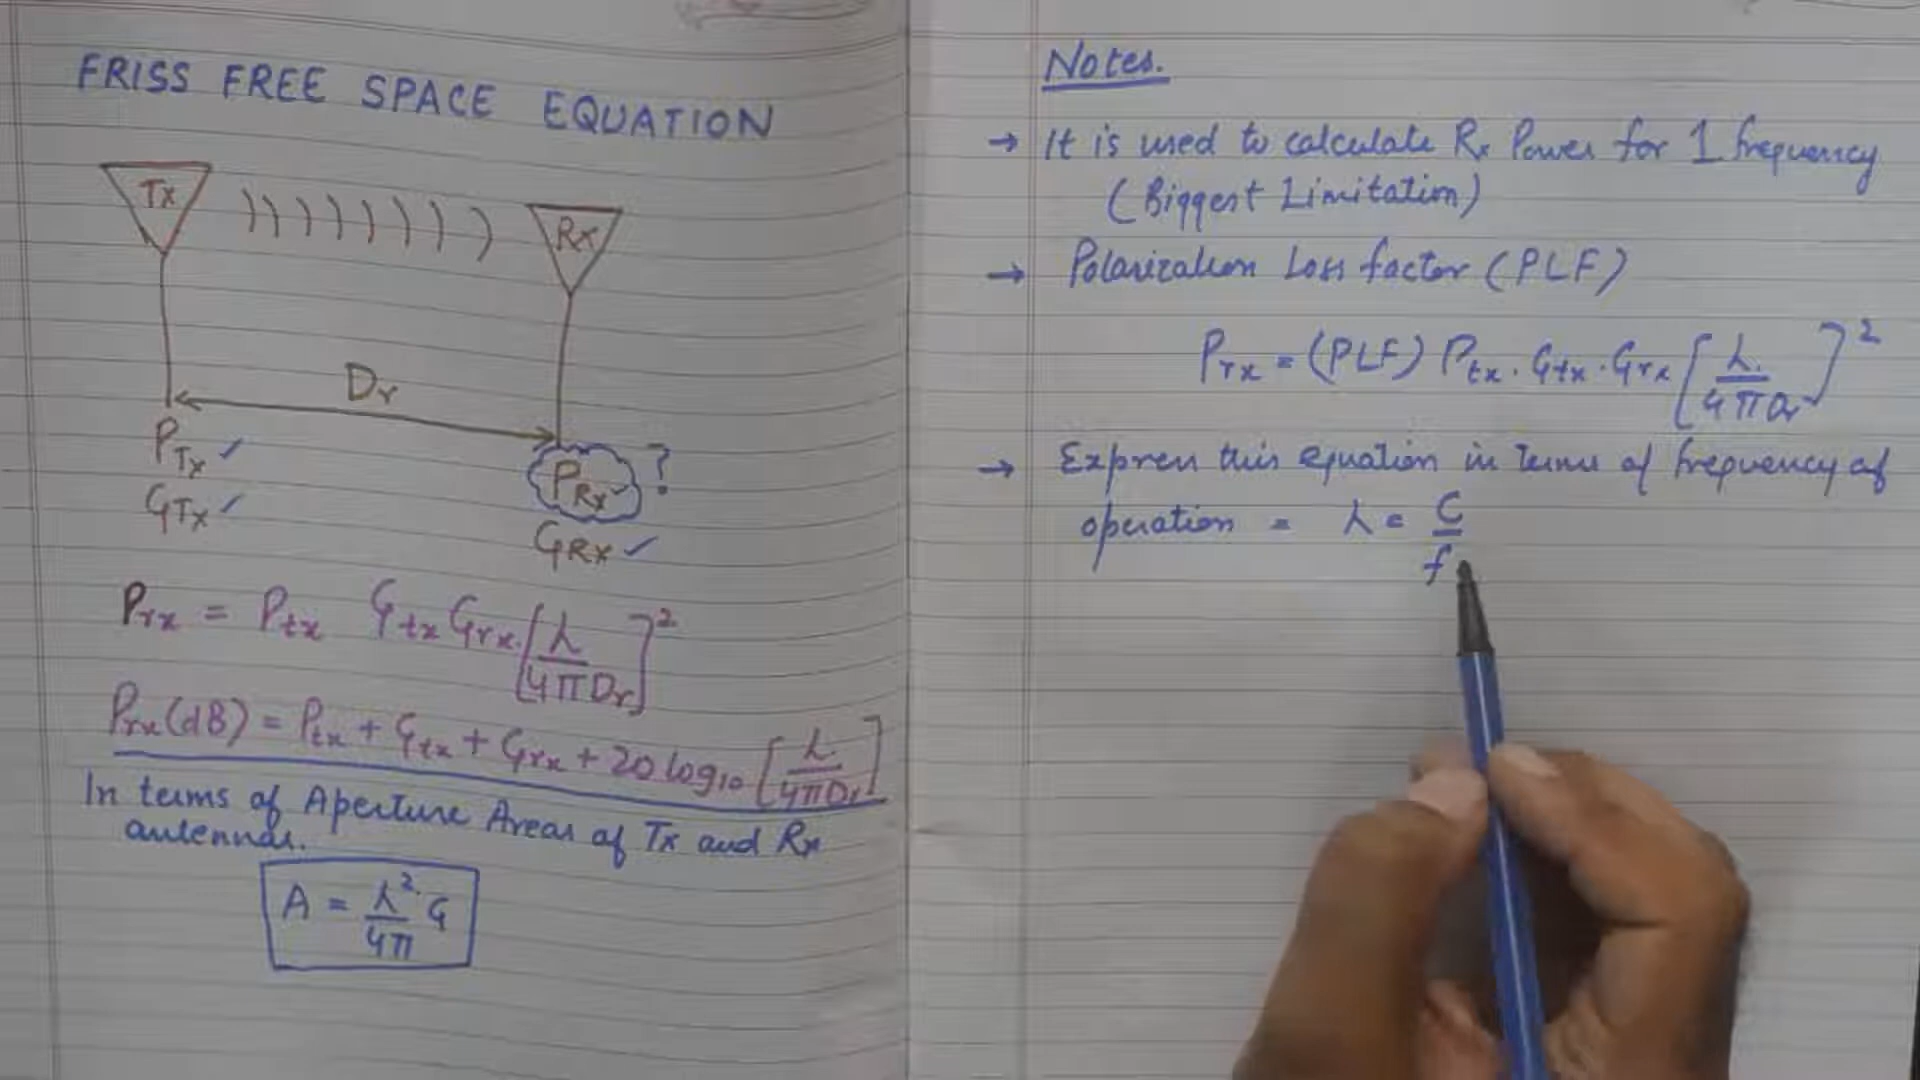 FRISS FREE SPACE EQUATION
Tx
Rx
Dr
PTx ✓
GTx ✓
PRx ?
GRx ✓
Prx = Ptx Gtx Grx [λ/4πDr]²
Prx(dB) = Ptx + Gtx + Grx + 20 log10 [λ/4πDr]
In terms of Aperture Areas of Tx and Rx
antennas.
A = λ²/4π G
Notes.
→ It is used to calculate Rx Power for 1 frequency
(Biggest Limitation)
→ Polarization Loss factor (PLF)
Prx = (PLF) Ptx . Gtx . Grx [λ/4πDr]²
→ Express this equation in terms of frequency of
operation = λ = C/f